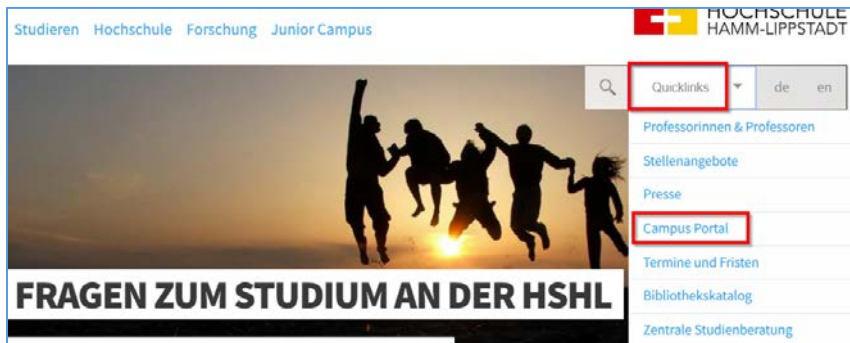 Studieren Hochschule Forschung Junior Campus
HOCHSCHULE
HAMM-LIPPSTADT
Quicklinks de en
Professorinnen & Professoren
Stellenangebote
Presse
Campus Portal
Termine und Fristen
Bibliothekskatalog
Zentrale Studienberatung
FRAGEN ZUM STUDIUM AN DER HSHL